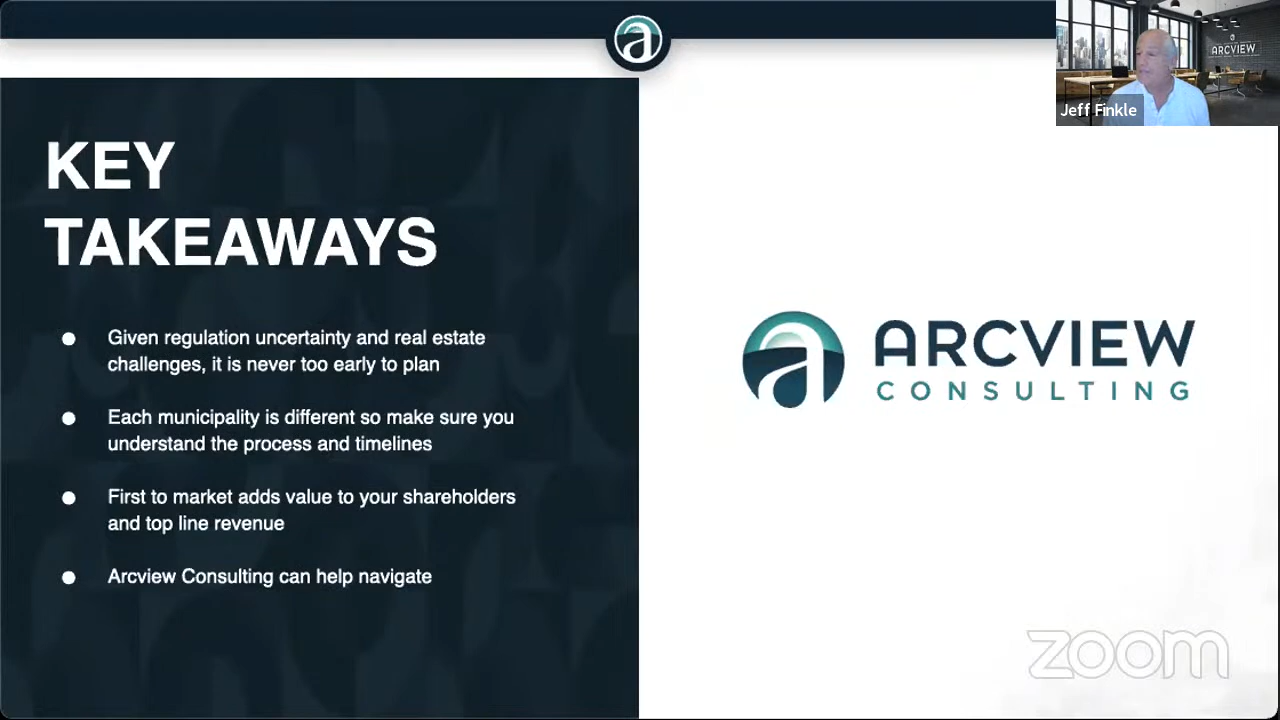 ARCVIEW
Jeff Finkle
KEY
TAKEAWAYS
● Given regulation uncertainty and real estate
challenges, it is never too early to plan
● Each municipality is different so make sure you
understand the process and timelines
● First to market adds value to your shareholders
and top line revenue
● Arcview Consulting can help navigate
a ARCVIEW
CONSULTING
zoom